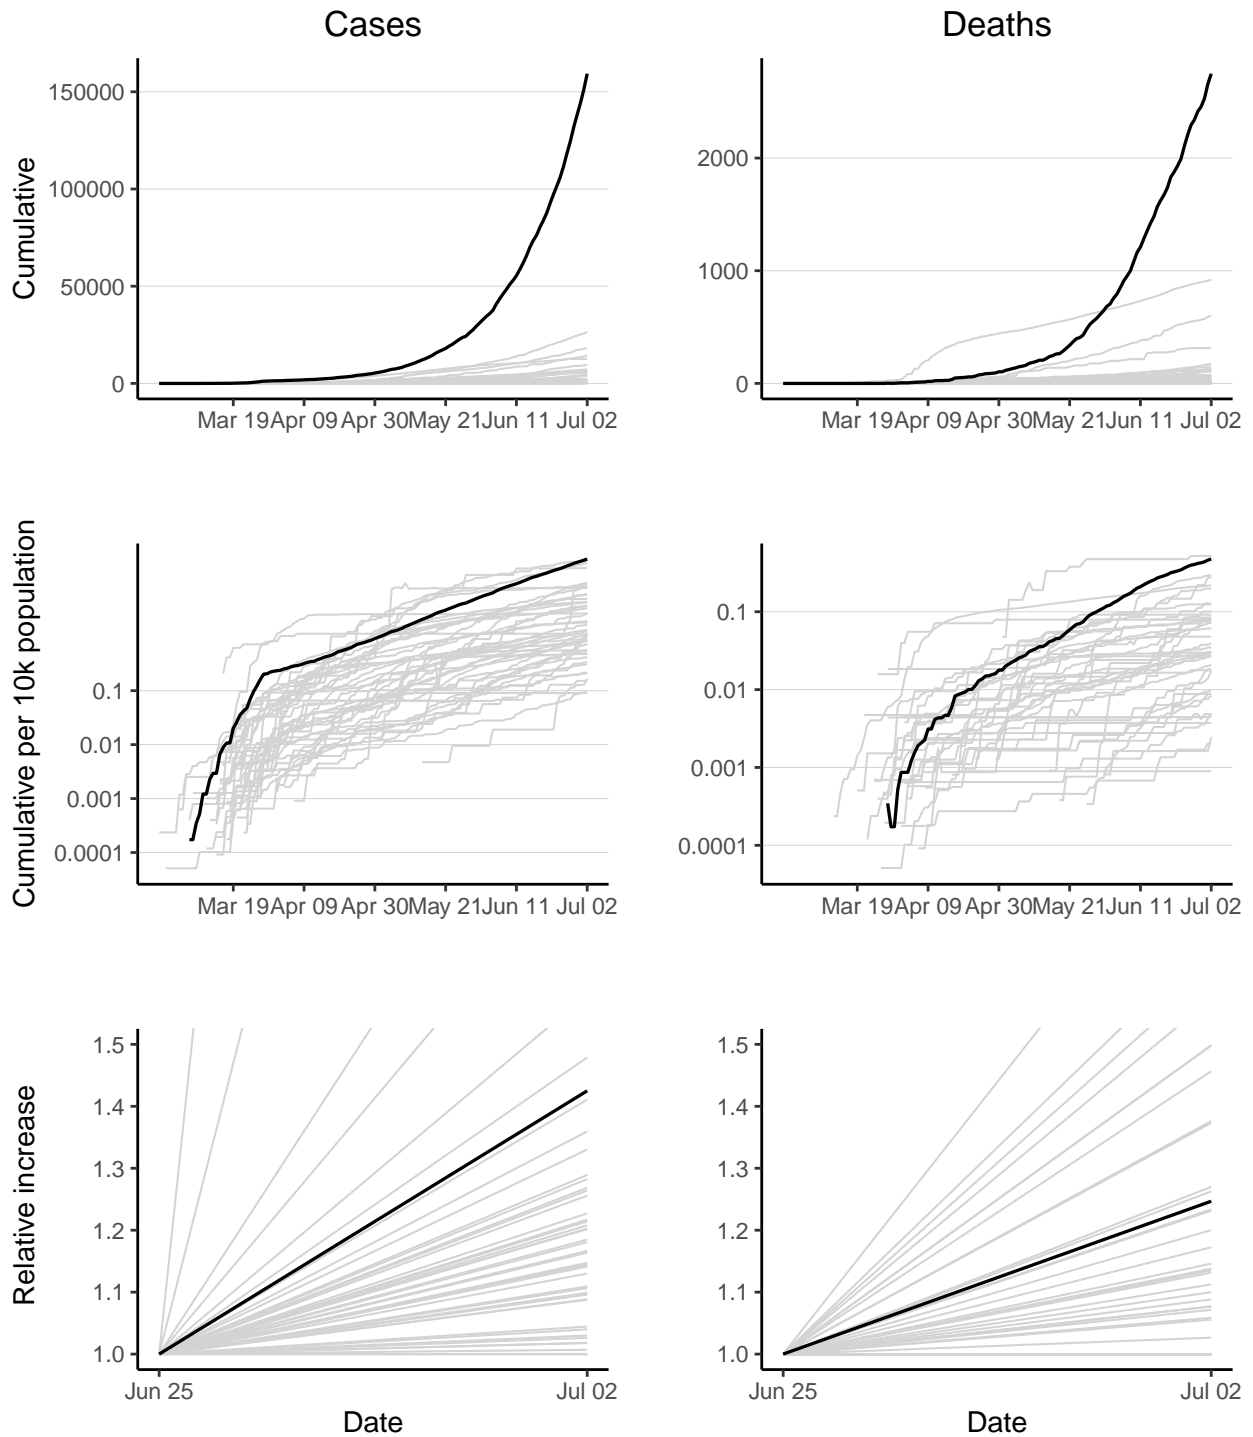 Cases
Deaths
Cumulative
150000
100000
50000
0
Mar 19 Apr 09 Apr 30 May 21 Jun 11 Jul 02
2000
1000
0
Mar 19 Apr 09 Apr 30 May 21 Jun 11 Jul 02
Cumulative per 10k population
0.1
0.01
0.001
0.0001
Mar 19 Apr 09 Apr 30 May 21 Jun 11 Jul 02
0.1
0.01
0.001
0.0001
Mar 19 Apr 09 Apr 30 May 21 Jun 11 Jul 02
Relative increase
1.5
1.4
1.3
1.2
1.1
1.0
Jun 25 Jul 02
Date
1.5
1.4
1.3
1.2
1.1
1.0
Jun 25 Jul 02
Date